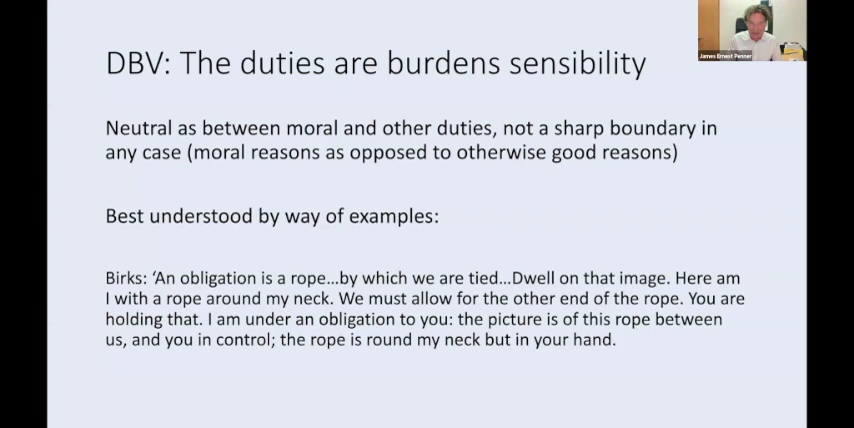 DBV: The duties are burdens sensibility
James Ernest Penner
Neutral as between moral and other duties, not a sharp boundary in
any case (moral reasons as opposed to otherwise good reasons)
Best understood by way of examples:
Birks: ‘An obligation is a rope…by which we are tied…Dwell on that image. Here am
I with a rope around my neck. We must allow for the other end of the rope. You are
holding that. I am under an obligation to you: the picture is of this rope between
us, and you in control; the rope is round my neck but in your hand.